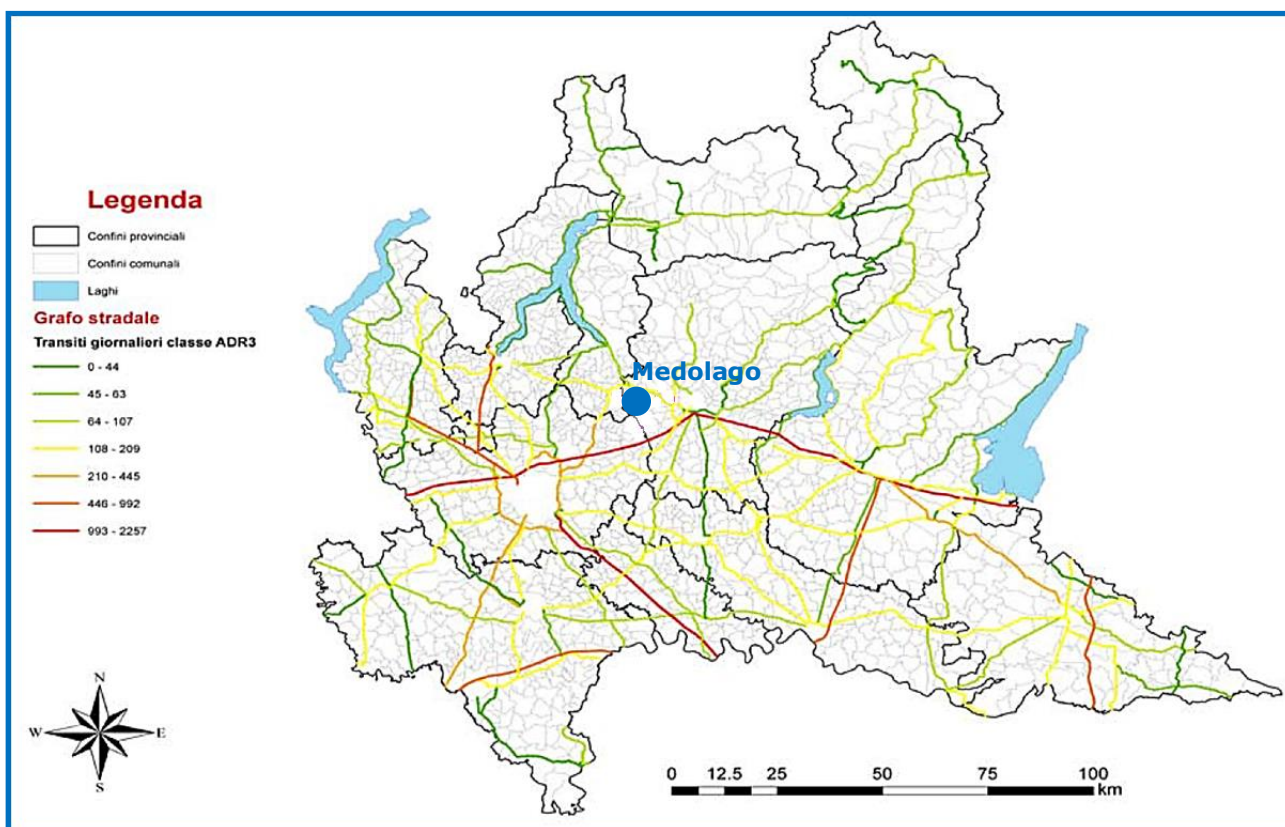 Legenda
Confini provinciali
Confini comunali
Laghi
Grafo stradale
Transiti giornalieri classe ADR3
0 - 44
45 - 63
64 - 107
108 - 209
210 - 445
446 - 992
993 - 2257
Medolago
N
W
E
S
0 12.5 25 50 75 100
km